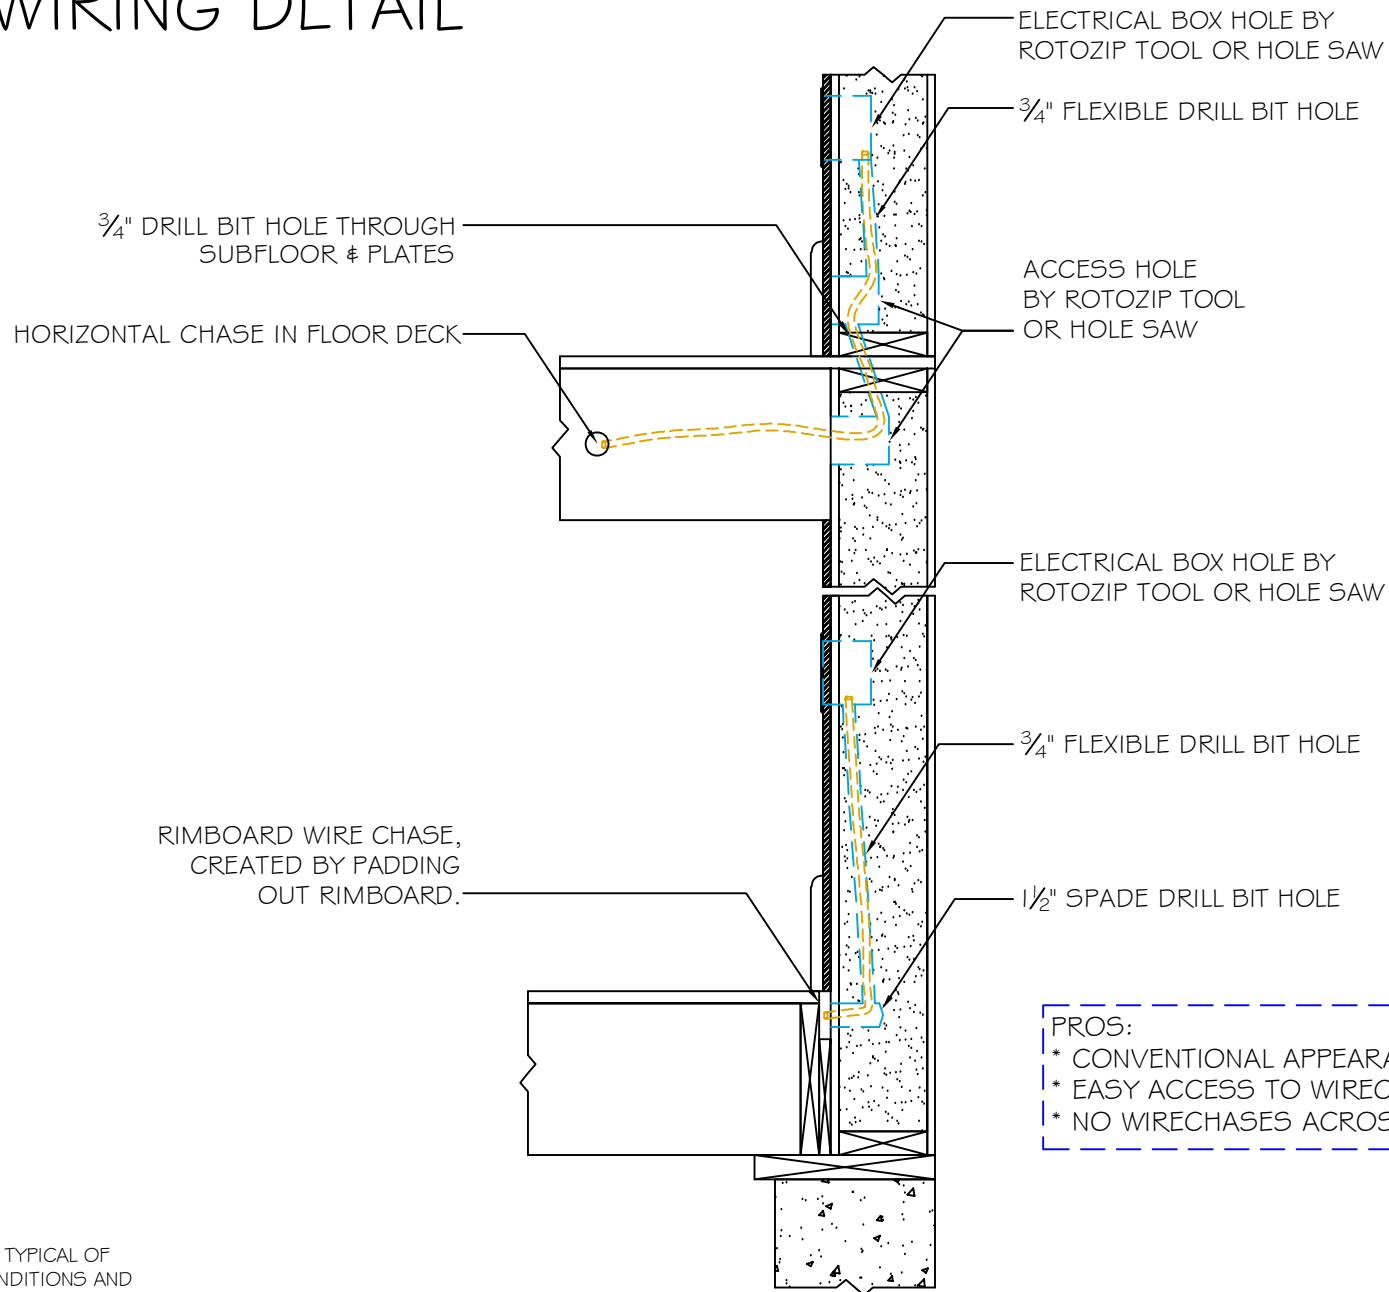 WIRING DETAIL
ELECTRICAL BOX HOLE BY
ROTOZIP TOOL OR HOLE SAW
3/4" FLEXIBLE DRILL BIT HOLE
3/4" DRILL BIT HOLE THROUGH
SUBFLOOR & PLATES
ACCESS HOLE
BY ROTOZIP TOOL
OR HOLE SAW
HORIZONTAL CHASE IN FLOOR DECK
ELECTRICAL BOX HOLE BY
ROTOZIP TOOL OR HOLE SAW
3/4" FLEXIBLE DRILL BIT HOLE
RIMBOARD WIRE CHASE,
CREATED BY PADDING
OUT RIMBOARD.
1 1/2" SPADE DRILL BIT HOLE
PROS:
* CONVENTIONAL
* EASY ACCESS TO
* NO WIRECHASES
TYPICAL OF
AND